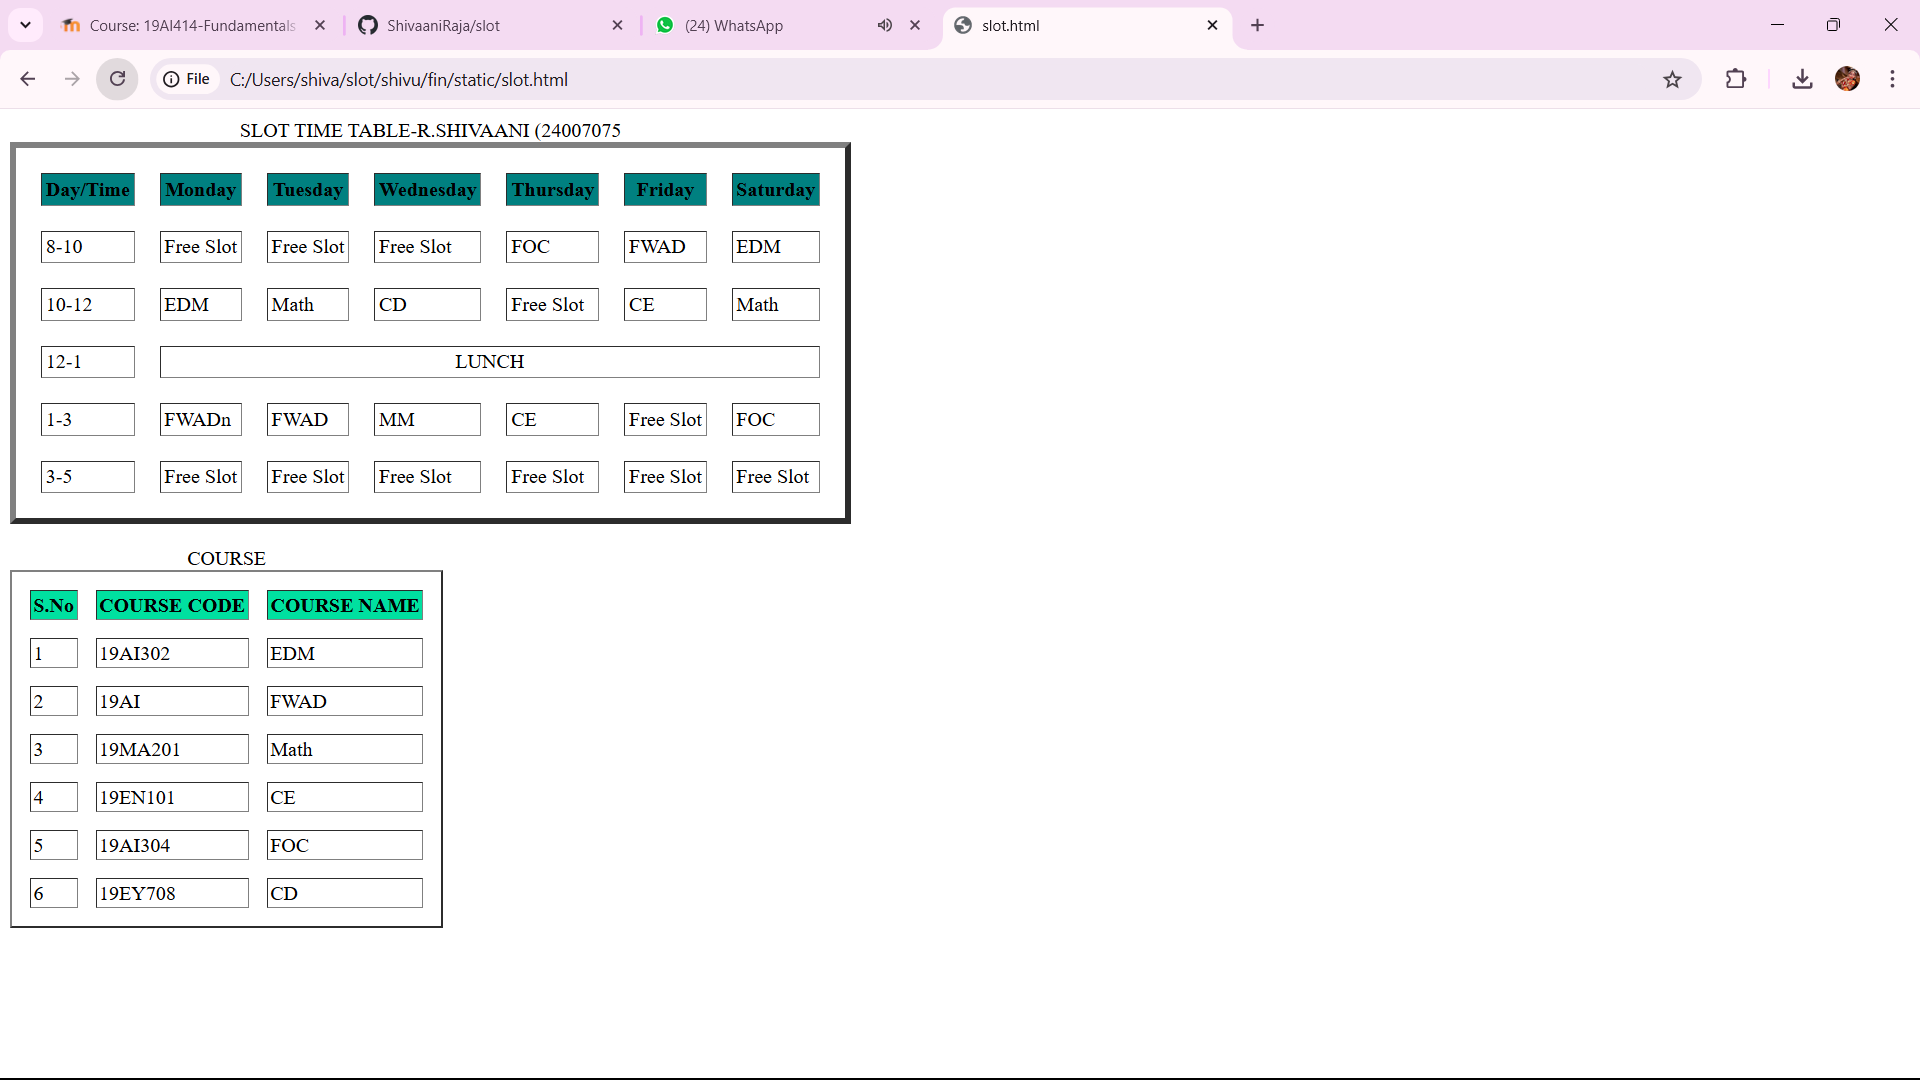 Course: 19AI414-Fundamentals
ShivaaniRaja/slot
(24) WhatsApp
slot.html
File C:/Users/shiva/slot/shivu/fin/static/slot.html
SLOT TIME TABLE-R.SHIVAANI (24007075
Day/Time Monday Tuesday Wednesday Thursday Friday Saturday
8-10 Free Slot Free Slot Free Slot FOC FWAD EDM
10-12 EDM Math CD Free Slot CE Math
12-1 LUNCH
1-3 FWADn FWAD MM CE Free Slot FOC
3-5 Free Slot Free Slot Free Slot Free Slot Free Slot Free Slot
COURSE
S.No COURSE CODE COURSE NAME
1 19AI302 EDM
2 19AI FWAD
3 19MA201 Math
4 19EN101 CE
5 19AI304 FOC
6 19EY708 CD